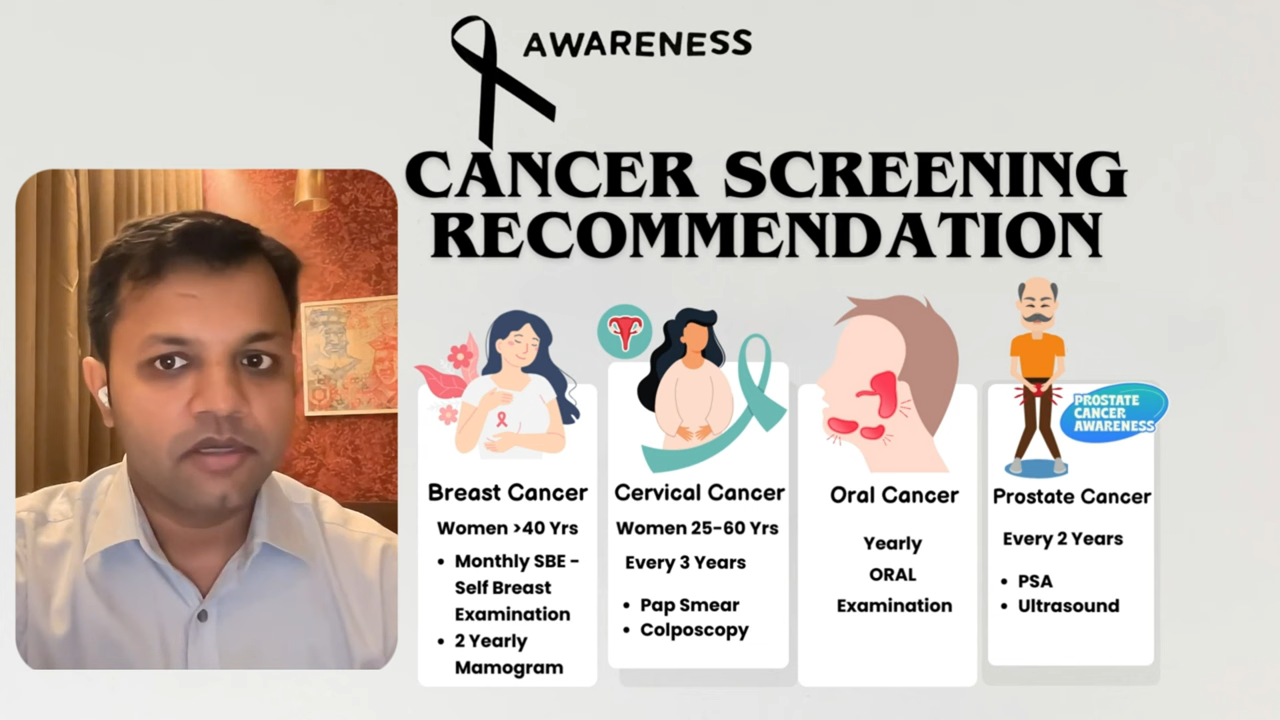 AWARENESS
CANCER SCREENING
RECOMMENDATION
Breast Cancer
Women >40 Yrs
• Monthly SBE -
Self Breast
Examination
• 2 Yearly
Mamogram
Cervical Cancer
Women 25-60 Yrs
Every 3 Years
• Pap Smear
• Colposcopy
Oral Cancer
Yearly
ORAL
Examination
PROSTATE
CANCER
AWARENESS
Prostate Cancer
Every 2 Years
• PSA
• Ultrasound